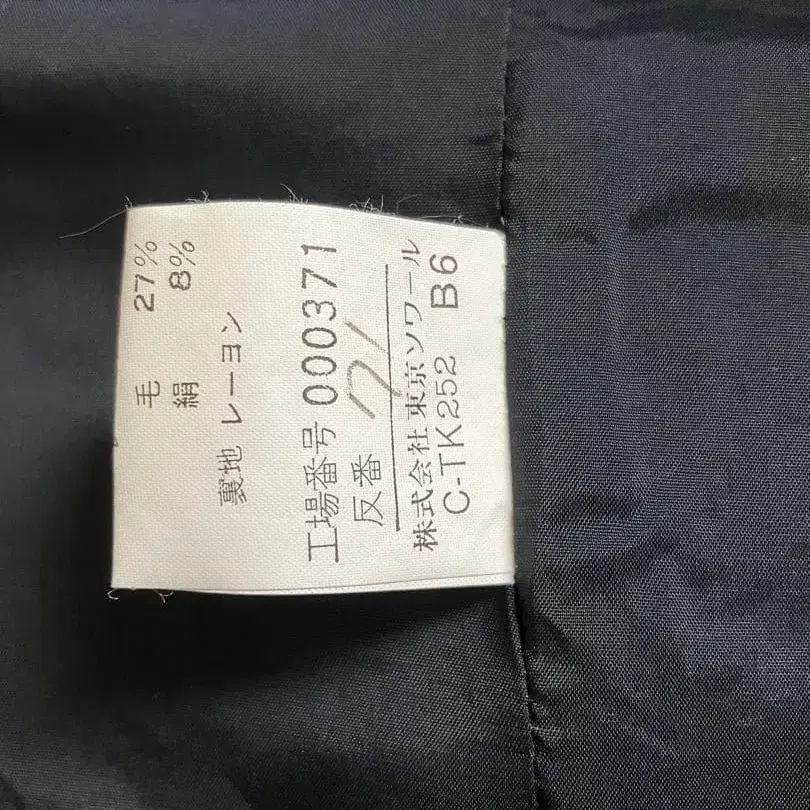 毛 27%
絹 8%
裏地 レーヨン
工場番号 000371
反番 71
株式会社 東京ソワール
C-TK252 B6